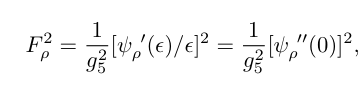 F_ρ^2 = \frac{1}{g_5^2}[ψ_ρ′(ϵ)/ϵ]^2 = \frac{1}{g_5^2}[ψ_ρ″(0)]^2,